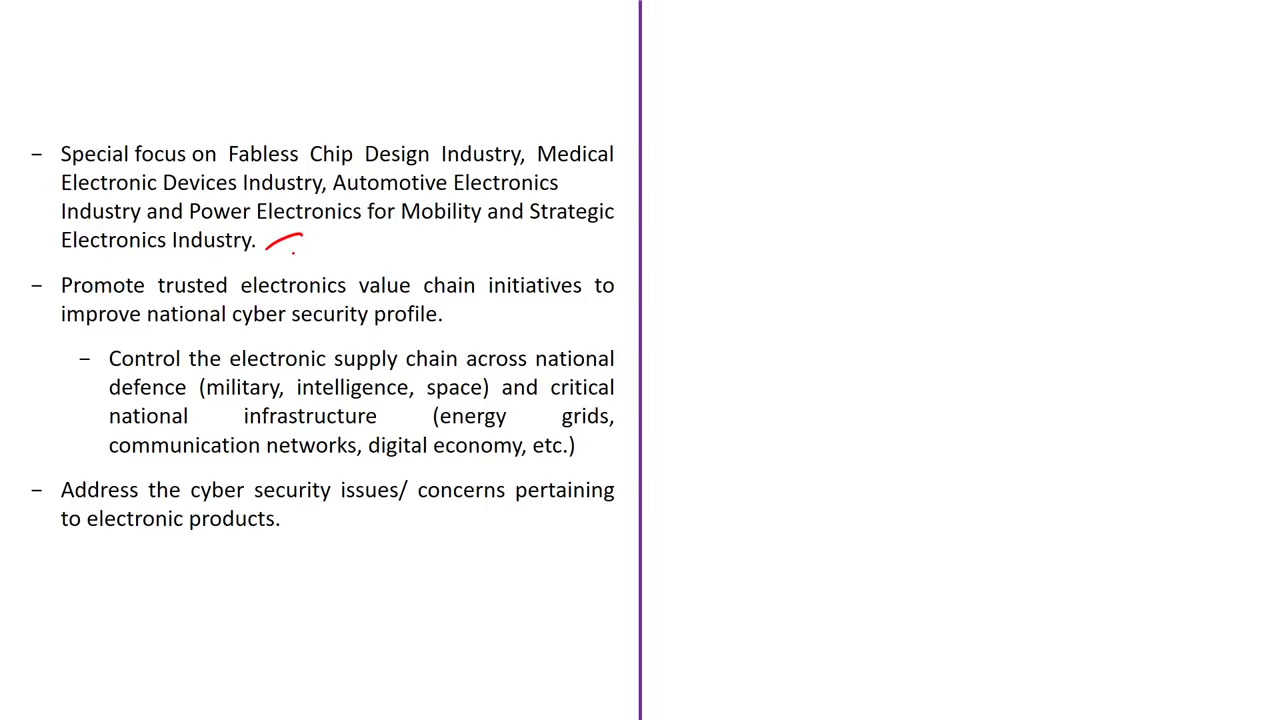 − Special focus on Fabless Chip Design Industry, Medical
Electronic Devices Industry, Automotive Electronics
Industry and Power Electronics for Mobility and Strategic
Electronics Industry.
− Promote trusted electronics value chain initiatives to
improve national cyber security profile.
− Control the electronic supply chain across national
defence (military, intelligence, space) and critical
national infrastructure (energy grids,
communication networks, digital economy, etc.)
− Address the cyber security issues/ concerns pertaining
to electronic products.